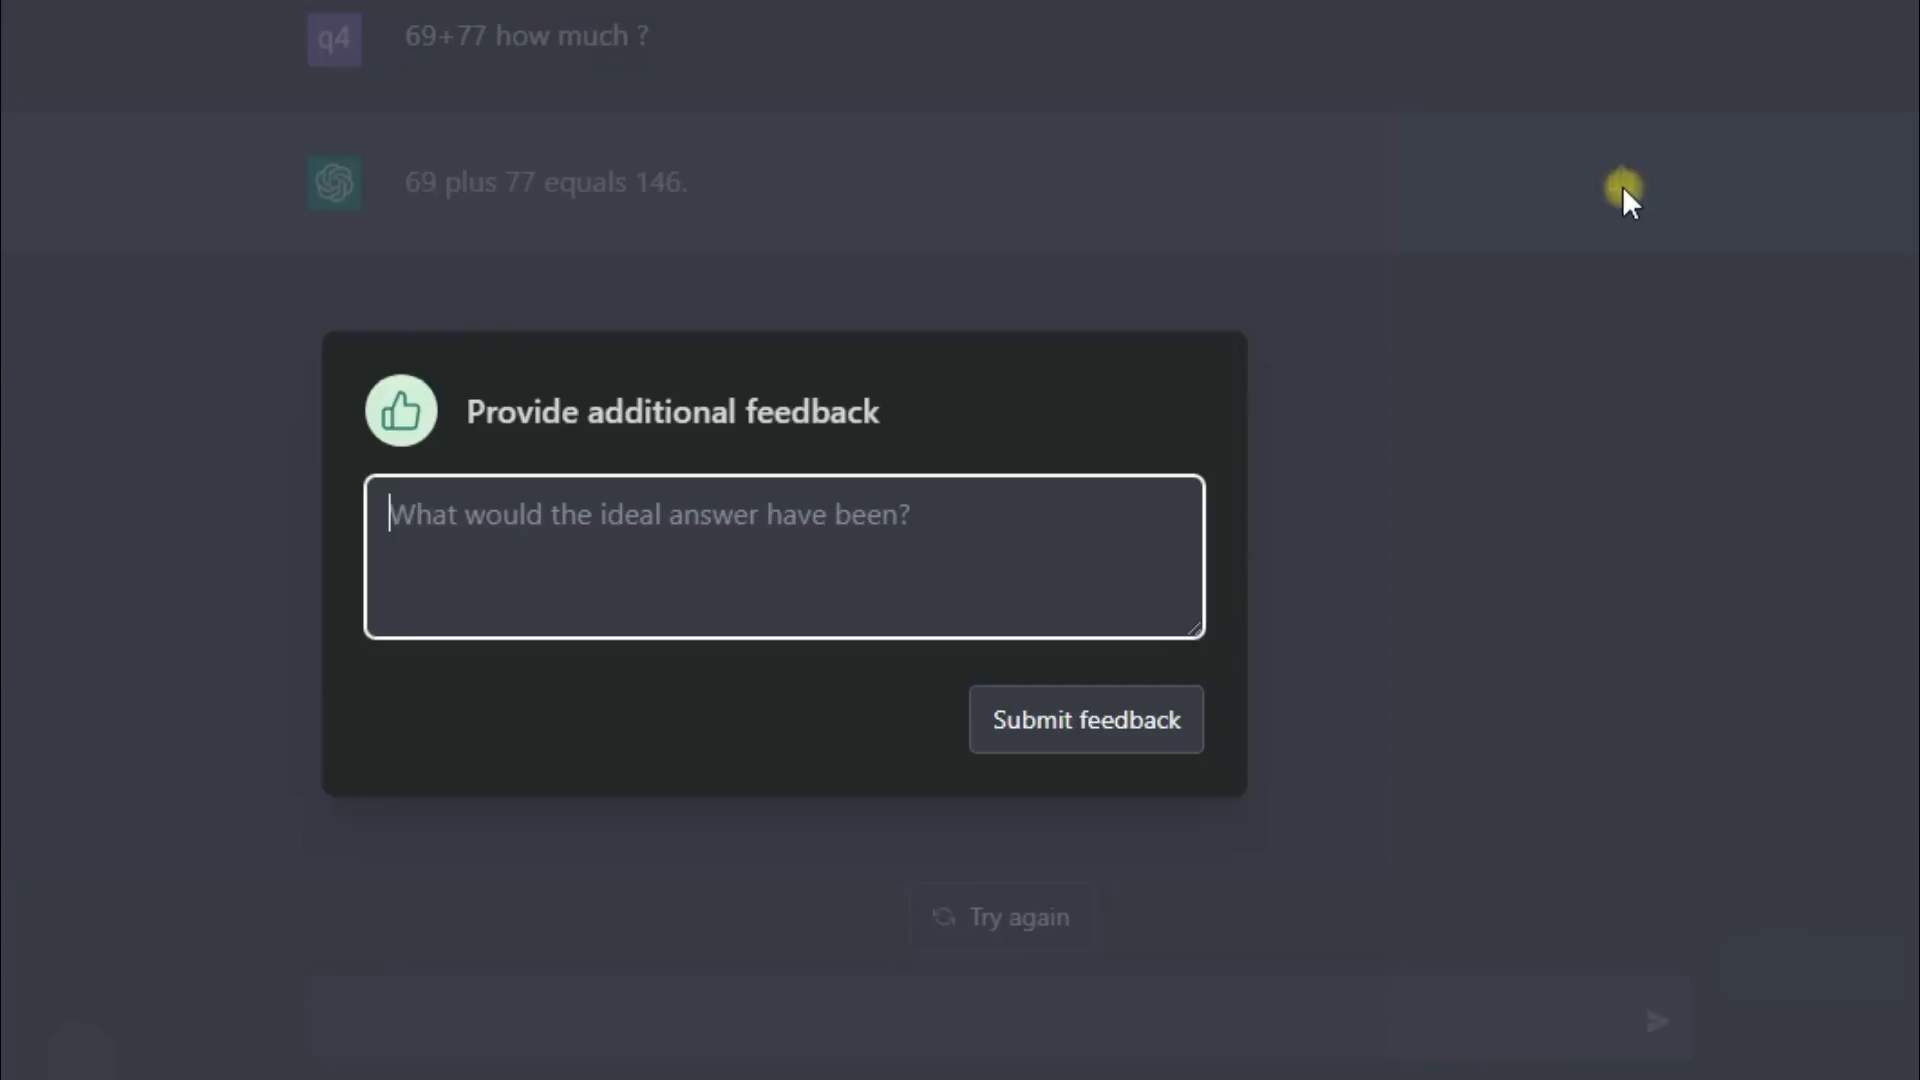 q4
69+77 how much ?
69 plus 77 equals 146.
Provide additional feedback
What would the ideal answer have been?
Submit feedback
Try again